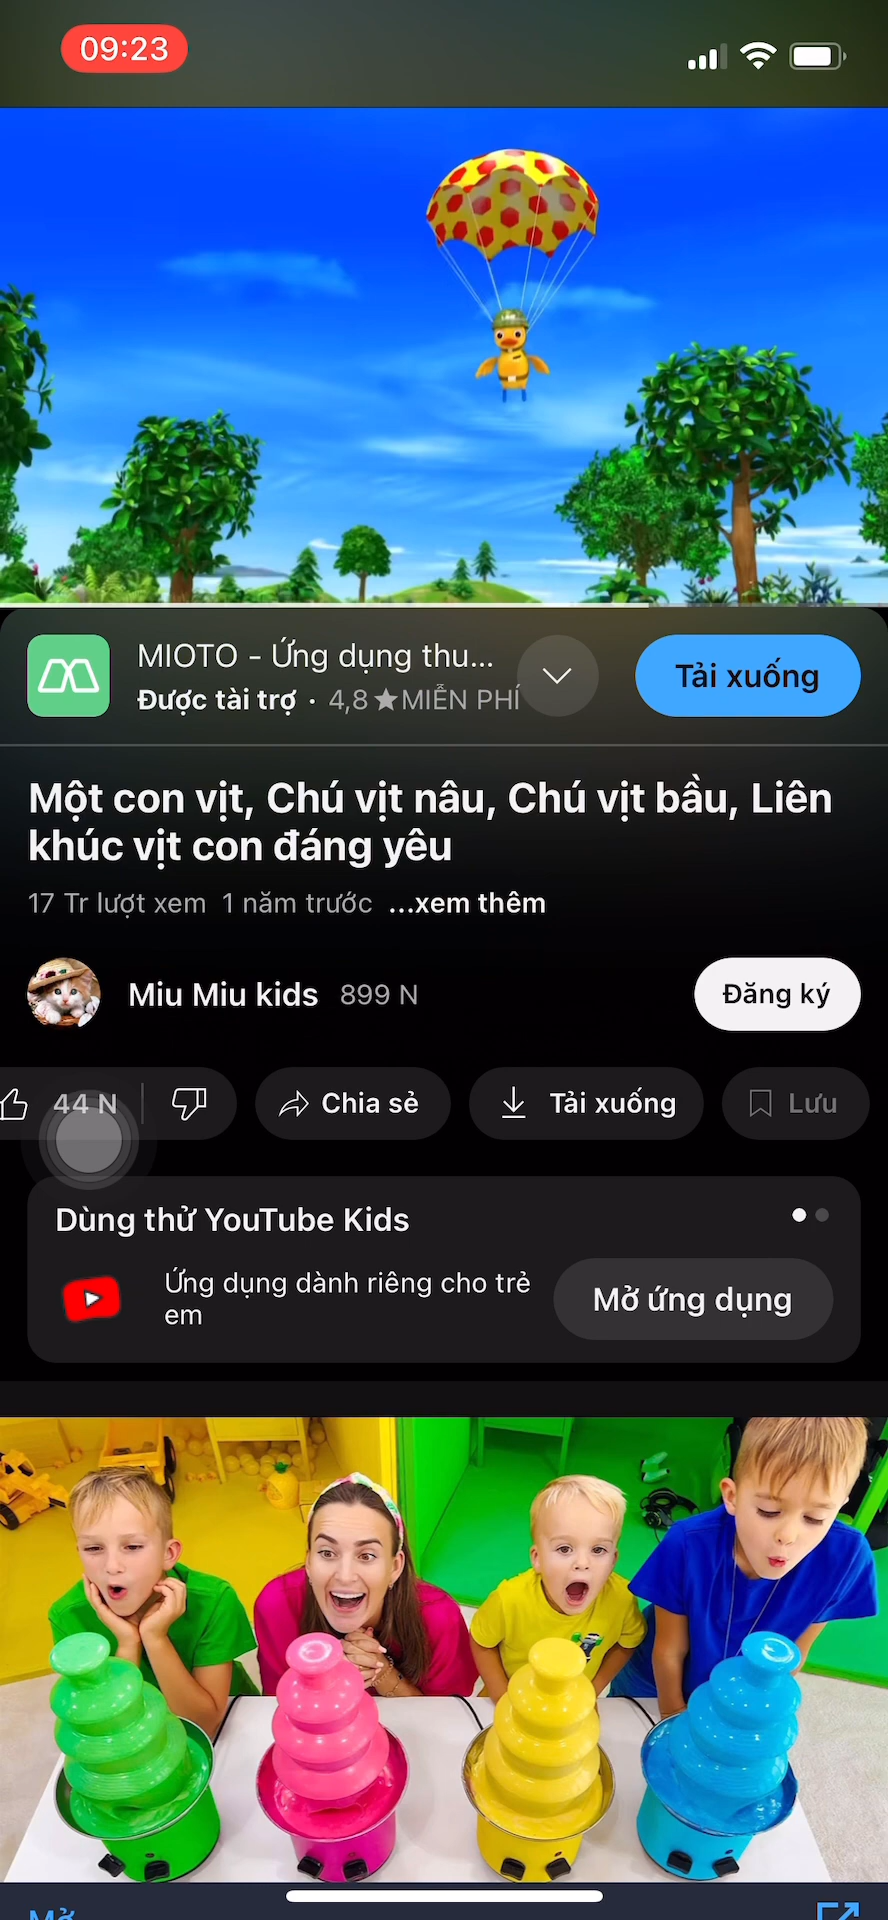 09:23
MIOTO - Ứng dụng thu...
Được tài trợ · 4,8★MIỄN PHÍ
Tải xuống
Một con vịt, Chú vịt nâu, Chú vịt bầu, Liên
khúc vịt con đáng yêu
17 Tr lượt xem 1 năm trước ...xem thêm
Miu Miu kids 899 N
Đăng ký
44 N
Chia sẻ
Tải xuống
Lưu
Dùng thử YouTube Kids
Ứng dụng dành riêng cho trẻ
em
Mở ứng dụng
Mở